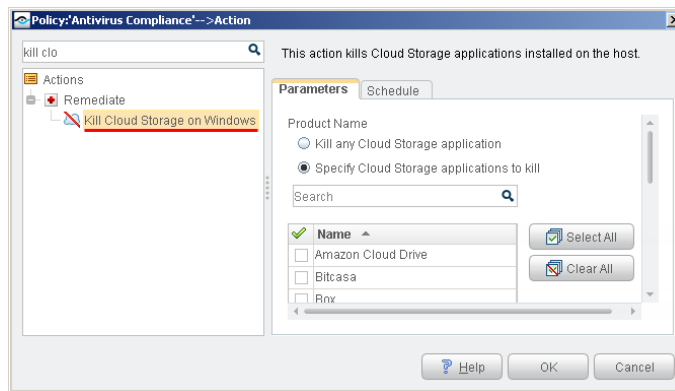 Policy:'Antivirus Compliance'-->Action
kill clo
This action kills Cloud Storage applications installed on the host.
Actions
Remediate
Kill Cloud Storage on Windows
Parameters
Schedule
Product Name
Kill any Cloud Storage application
Specify Cloud Storage applications to kill
Search
Name
Select All
Amazon Cloud Drive
Clear All
Bitcasa
Box
Help
OK
Cancel